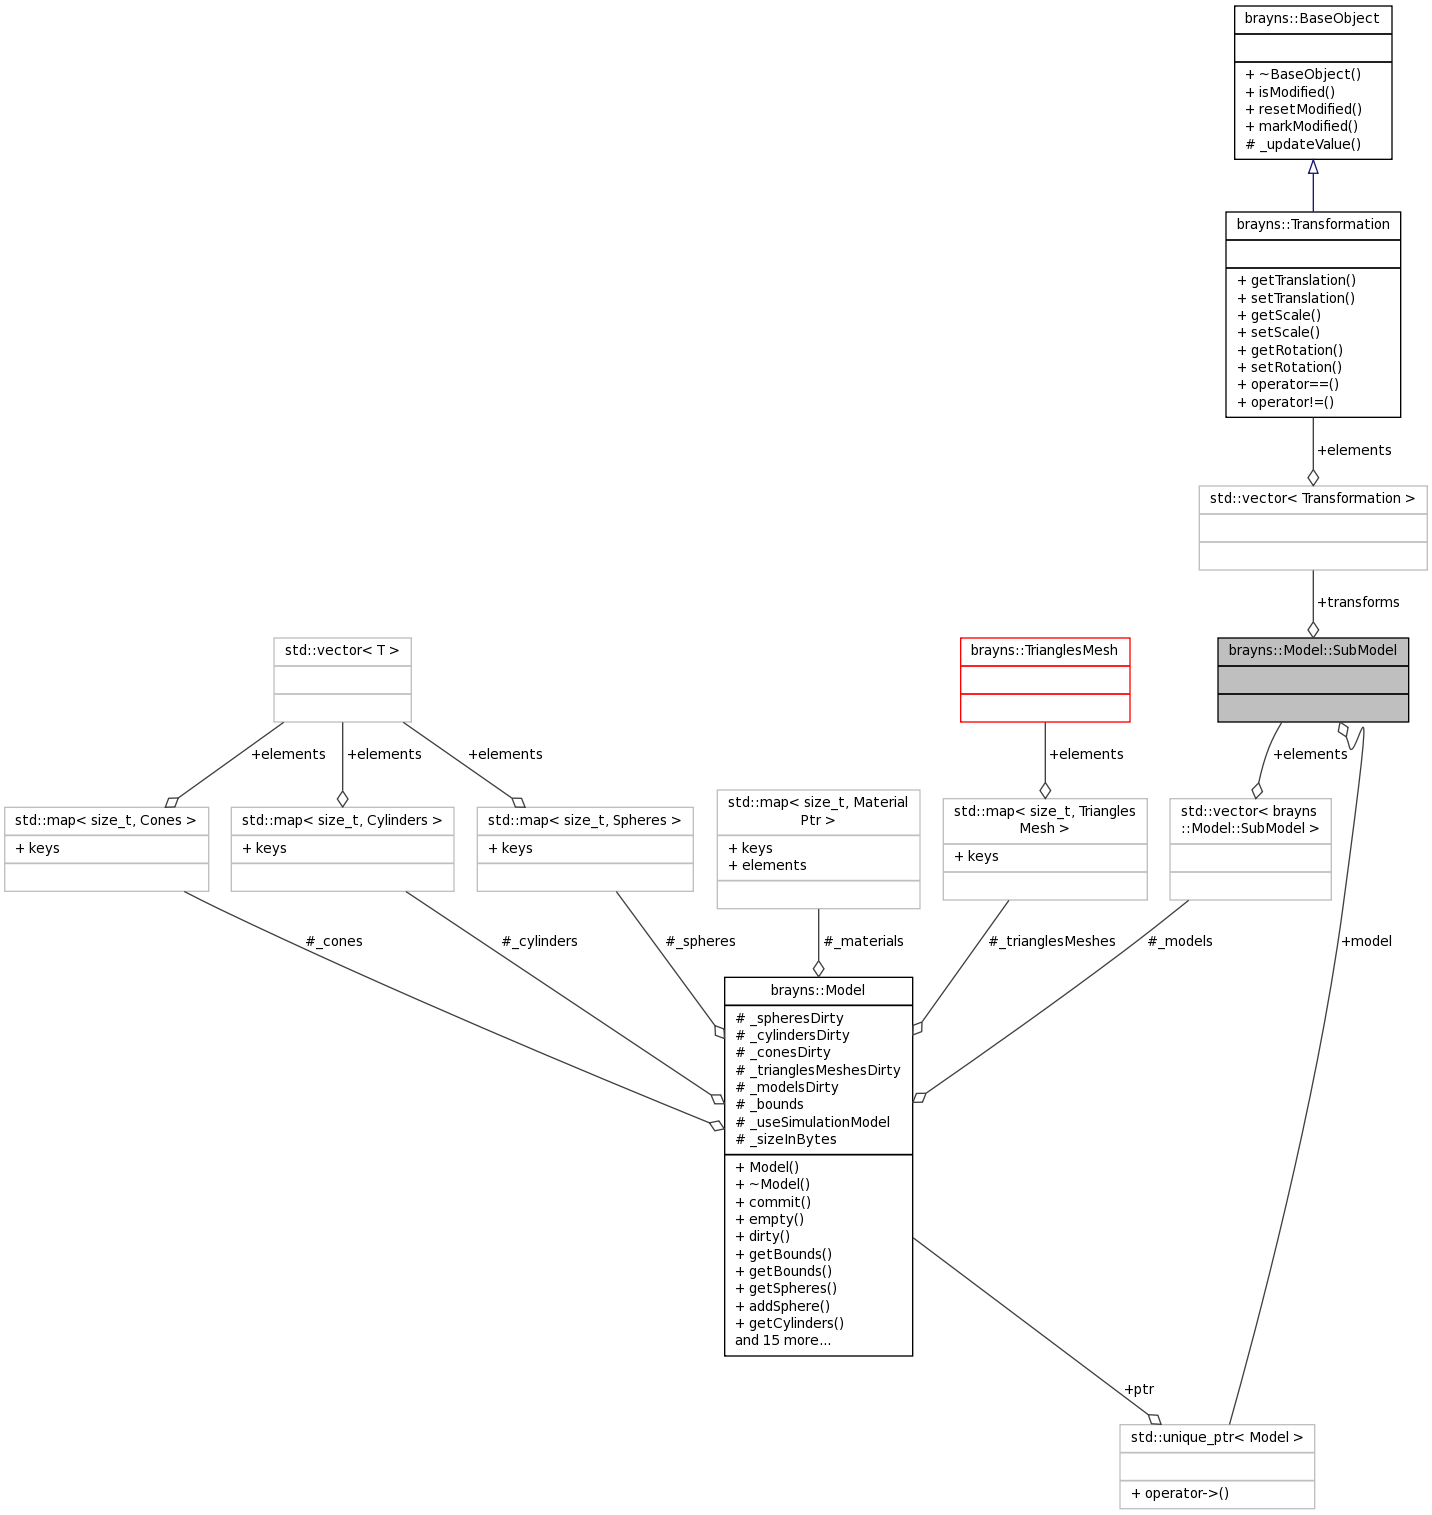 brayns::BaseObject
+ ~BaseObject()
+ isModified()
+ resetModified()
+ markModified()
# _updateValue()
brayns::Transformation
+ getTranslation()
+ setTranslation()
+ getScale()
+ setScale()
+ getRotation()
+ setRotation()
+ operator==()
+ operator!=()
+elements
std::vector< Transformation >
+transforms
std::vector< T >
brayns::TrianglesMesh
brayns::Model::SubModel
+elements
+elements
+elements
+elements
+elements
std::map< size_t, Cones >
+ keys
std::map< size_t, Cylinders >
+ keys
std::map< size_t, Spheres >
+ keys
std::map< size_t, Material
Ptr >
+ keys
+ elements
std::map< size_t, Triangles
Mesh >
+ keys
std::vector< brayns
::Model::SubModel >
#_cones
#_cylinders
#_spheres
#_materials
#_trianglesMeshes
#_models
+model
brayns::Model
# _spheresDirty
# _cylindersDirty
# _conesDirty
# _trianglesMeshesDirty
# _modelsDirty
# _bounds
# _useSimulationModel
# _sizeInBytes
+ Model()
+ ~Model()
+ commit()
+ empty()
+ dirty()
+ getBounds()
+ getBounds()
+ getSpheres()
+ addSphere()
+ getCylinders()
and 15 more...
+ptr
std::unique_ptr< Model >
+ operator->()